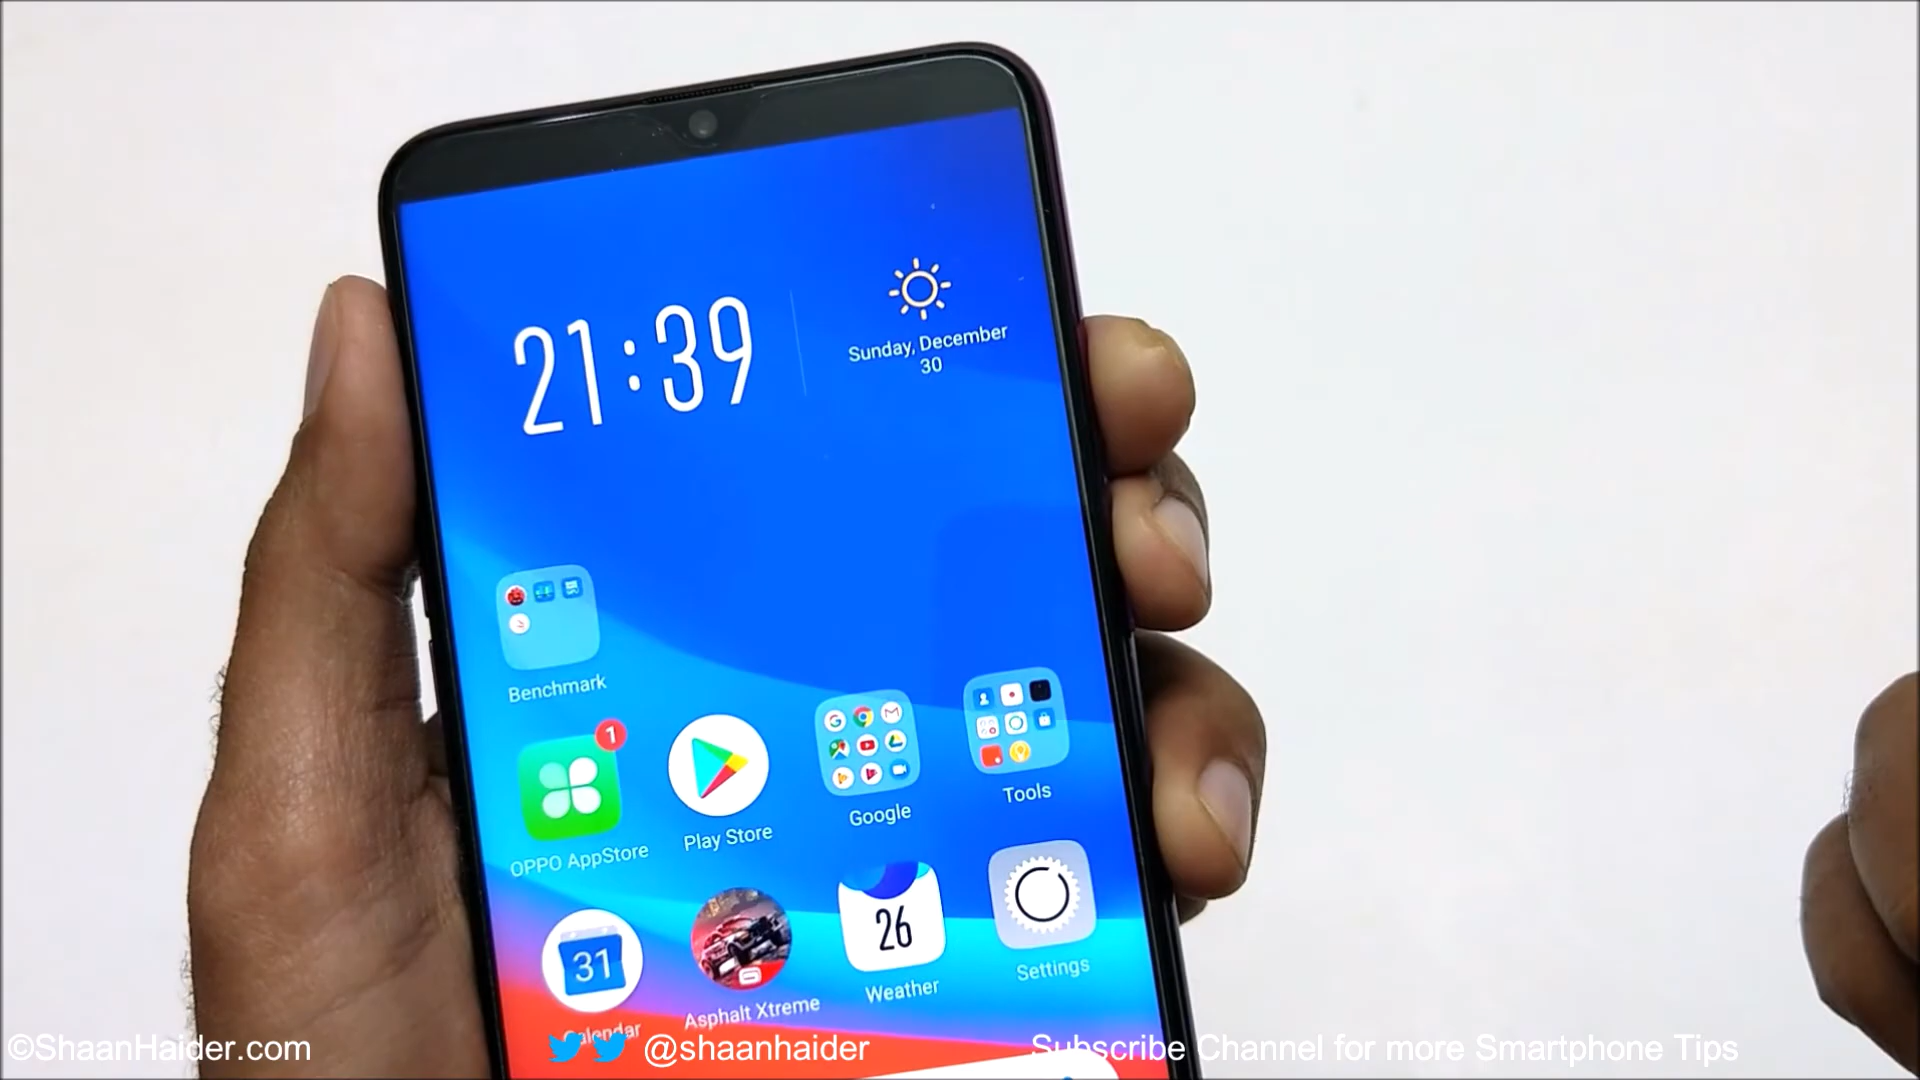 21:39
Sunday, December
30
Benchmark
1
OPPO AppStore
Play Store
Google
Tools
31
Calendar
Asphalt Xtreme
26
Weather
Settings
©ShaanHaider.com
@shaanhaider
Subscribe Channel for more Smartphone Tips